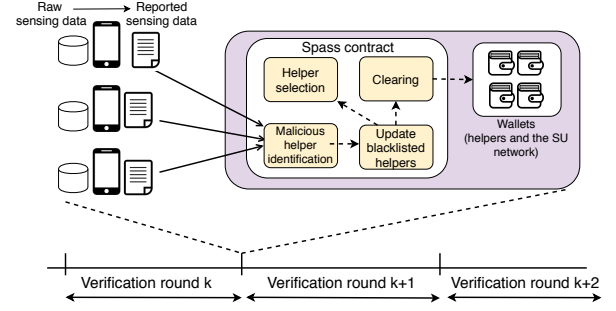 Raw
sensing data
Reported
sensing data
Spass contract
Helper
selection
Clearing
Malicious
helper
identification
Update
blacklisted
helpers
Wallets
(helpers and the SU
network)
Verification round k
Verification round k+1
Verification round k+2